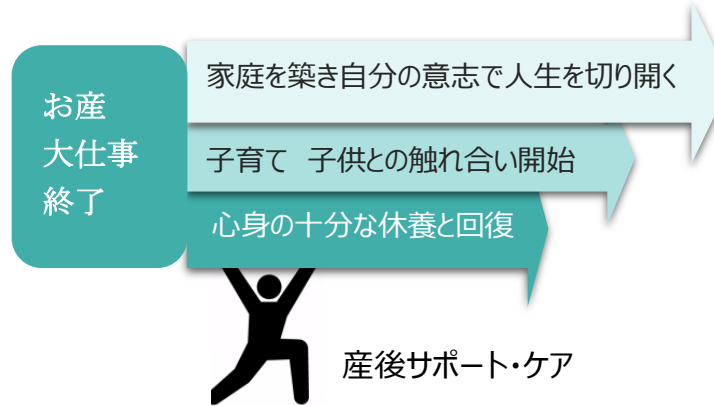 お産
大仕事
終了
家庭を築き自分の意志で人生を切り開く
子育て　子供との触れ合い開始
心身の十分な休養と回復
産後サポート・ケア